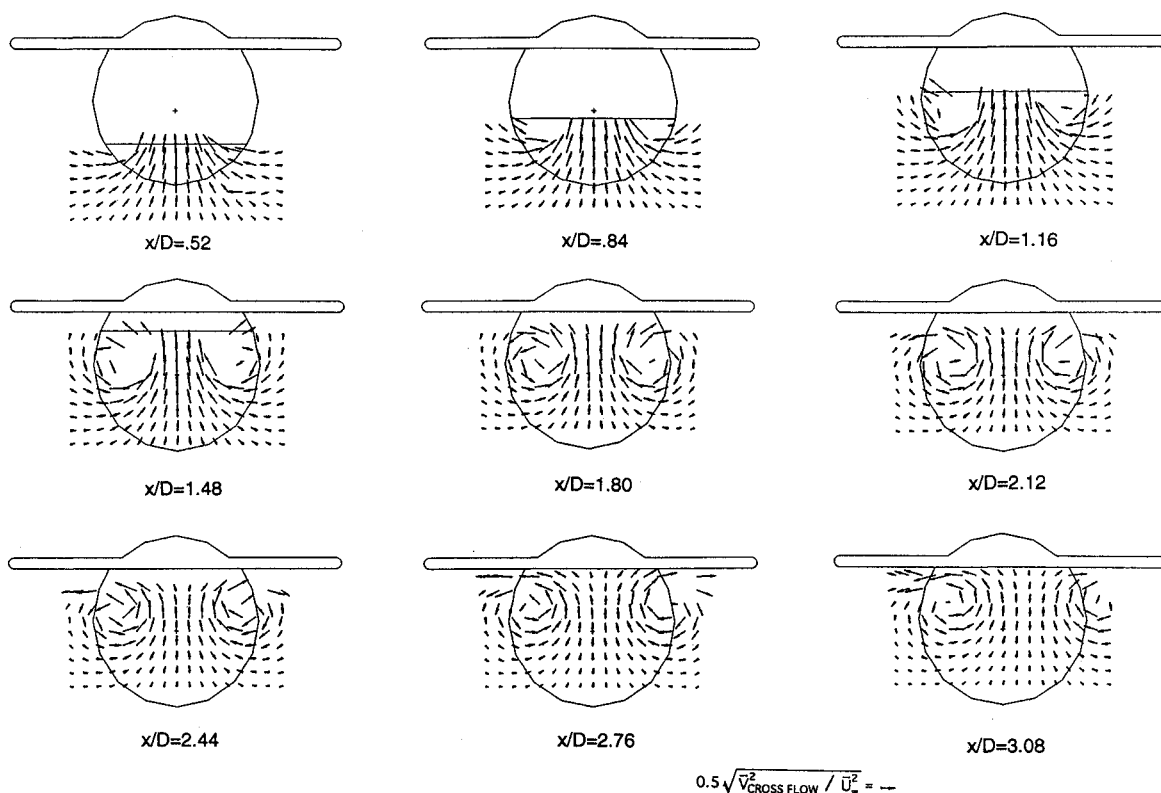 x/D=.52
x/D=.84
x/D=1.16
x/D=1.48
x/D=1.80
x/D=2.12
x/D=2.44
x/D=2.76
x/D=3.08
0.5 √(V̄²CROSS FLOW / Ū²∞) = →